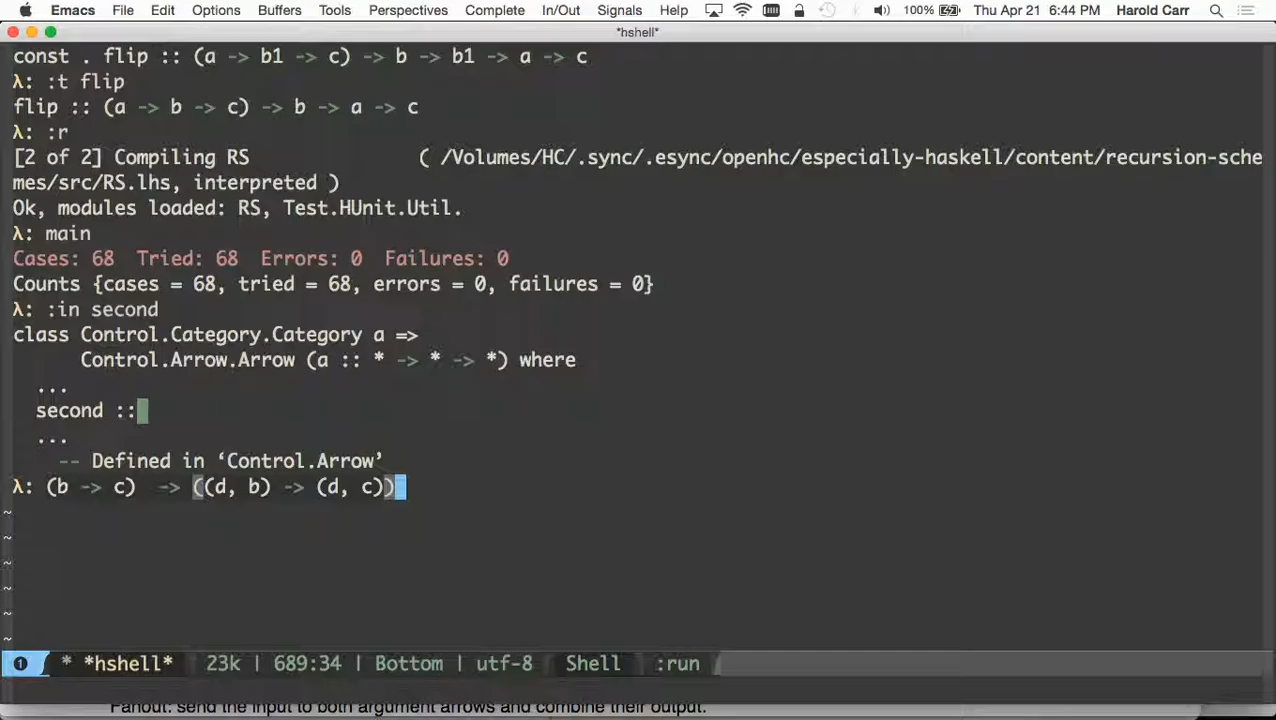 Emacs File Edit Options Buffers Tools Perspectives Complete In/Out Signals Help 100% Thu Apr 21 6:44 PM Harold Carr
*hshell*
const . flip :: (a -> b1 -> c) -> b -> b1 -> a -> c
λ: :t flip
flip :: (a -> b -> c) -> b -> a -> c
λ: :r
[2 of 2] Compiling RS ( /Volumes/HC/.sync/.esync/openhc/especially-haskell/content/recursion-sche
mes/src/RS.lhs, interpreted )
Ok, modules loaded: RS, Test.HUnit.Util.
λ: main
Cases: 68 Tried: 68 Errors: 0 Failures: 0
Counts {cases = 68, tried = 68, errors = 0, failures = 0}
λ: :in second
class Control.Category.Category a =>
Control.Arrow.Arrow (a :: * -> * -> *) where
...
second ::
...
-- Defined in ‘Control.Arrow’
λ: (b -> c) -> ((d, b) -> (d, c))
~
~
~
~
~
~
1 * *hshell* 23k | 689:34 | Bottom | utf-8 Shell :run
Fanout: send the input to both argument arrows and combine their output.